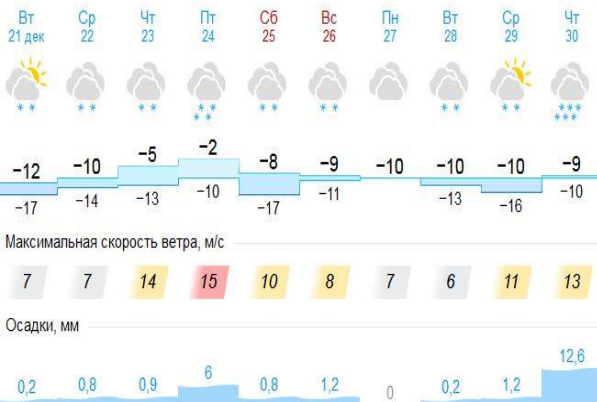 Вт Ср Чт Пт Сб Вс Пн Вт Ср Чт
21 дек 22 23 24 25 26 27 28 29 30
−12 −10 −5 −2 −8 −9 −10 −10 −10 −9
−17 −14 −13 −10 −17 −11 −13 −16 −10
Максимальная скорость ветра, м/с
7 7 14 15 10 8 7 6 11 13
Осадки, мм
0,2 0,8 0,9 6 0,8 1,2 0 0,2 1,2 12,6